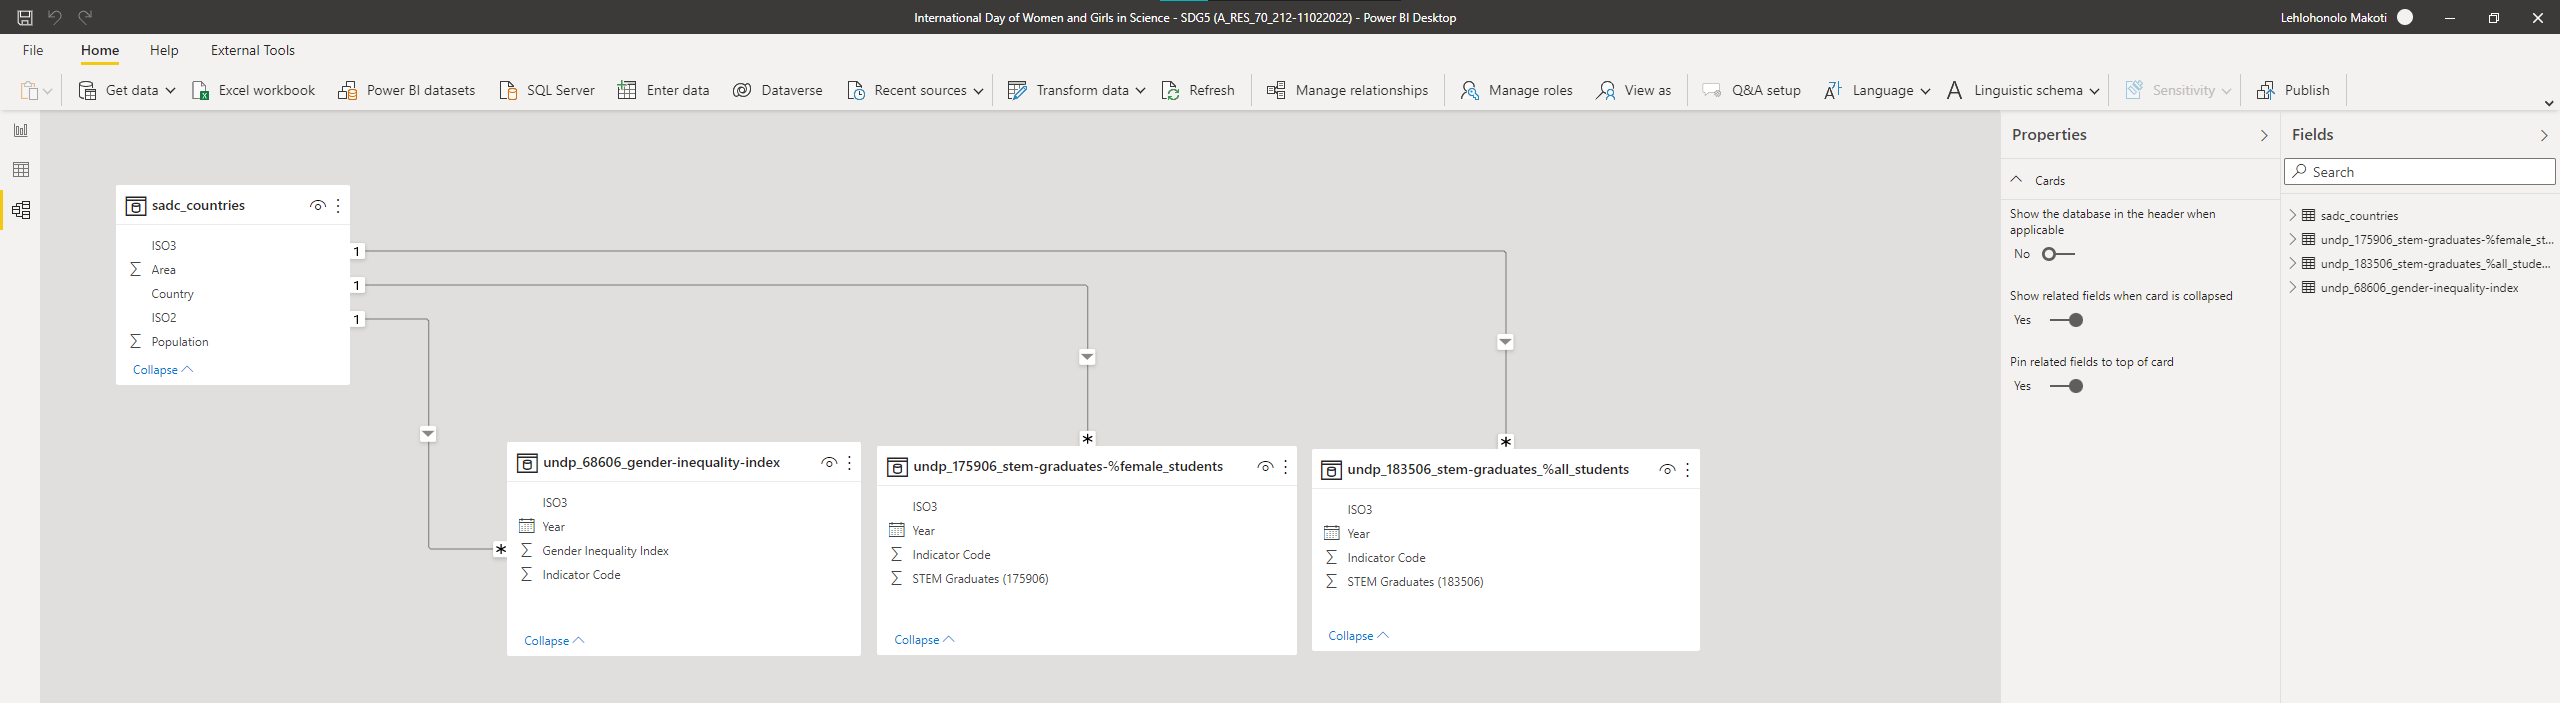 International Day of Women and Girls in Science - SDG5 (A_RES_70_212-11022022) - Power BI Desktop
Lehlohonolo Makoti
File Home Help External Tools
Get data Excel workbook Power BI datasets SQL Server Enter data Dataverse Recent sources Transform data Refresh Manage relationships Manage roles View as Q&A setup Language Linguistic schema Sensitivity Publish
sadc_countries
ISO3
Area
Country
ISO2
Population
Collapse
1
1
1
*
*
*
undp_68606_gender-inequality-index
ISO3
Year
Gender Inequality Index
Indicator Code
Collapse
undp_175906_stem-graduates-%female_students
ISO3
Year
Indicator Code
STEM Graduates (175906)
Collapse
undp_183506_stem-graduates_%all_students
ISO3
Year
Indicator Code
STEM Graduates (183506)
Collapse
Properties
Cards
Show the database in the header when
applicable
No
Show related fields when card is collapsed
Yes
Pin related fields to top of card
Yes
Fields
Search
sadc_countries
undp_175906_stem-graduates-%female_st...
undp_183506_stem-graduates_%all_stude...
undp_68606_gender-inequality-index